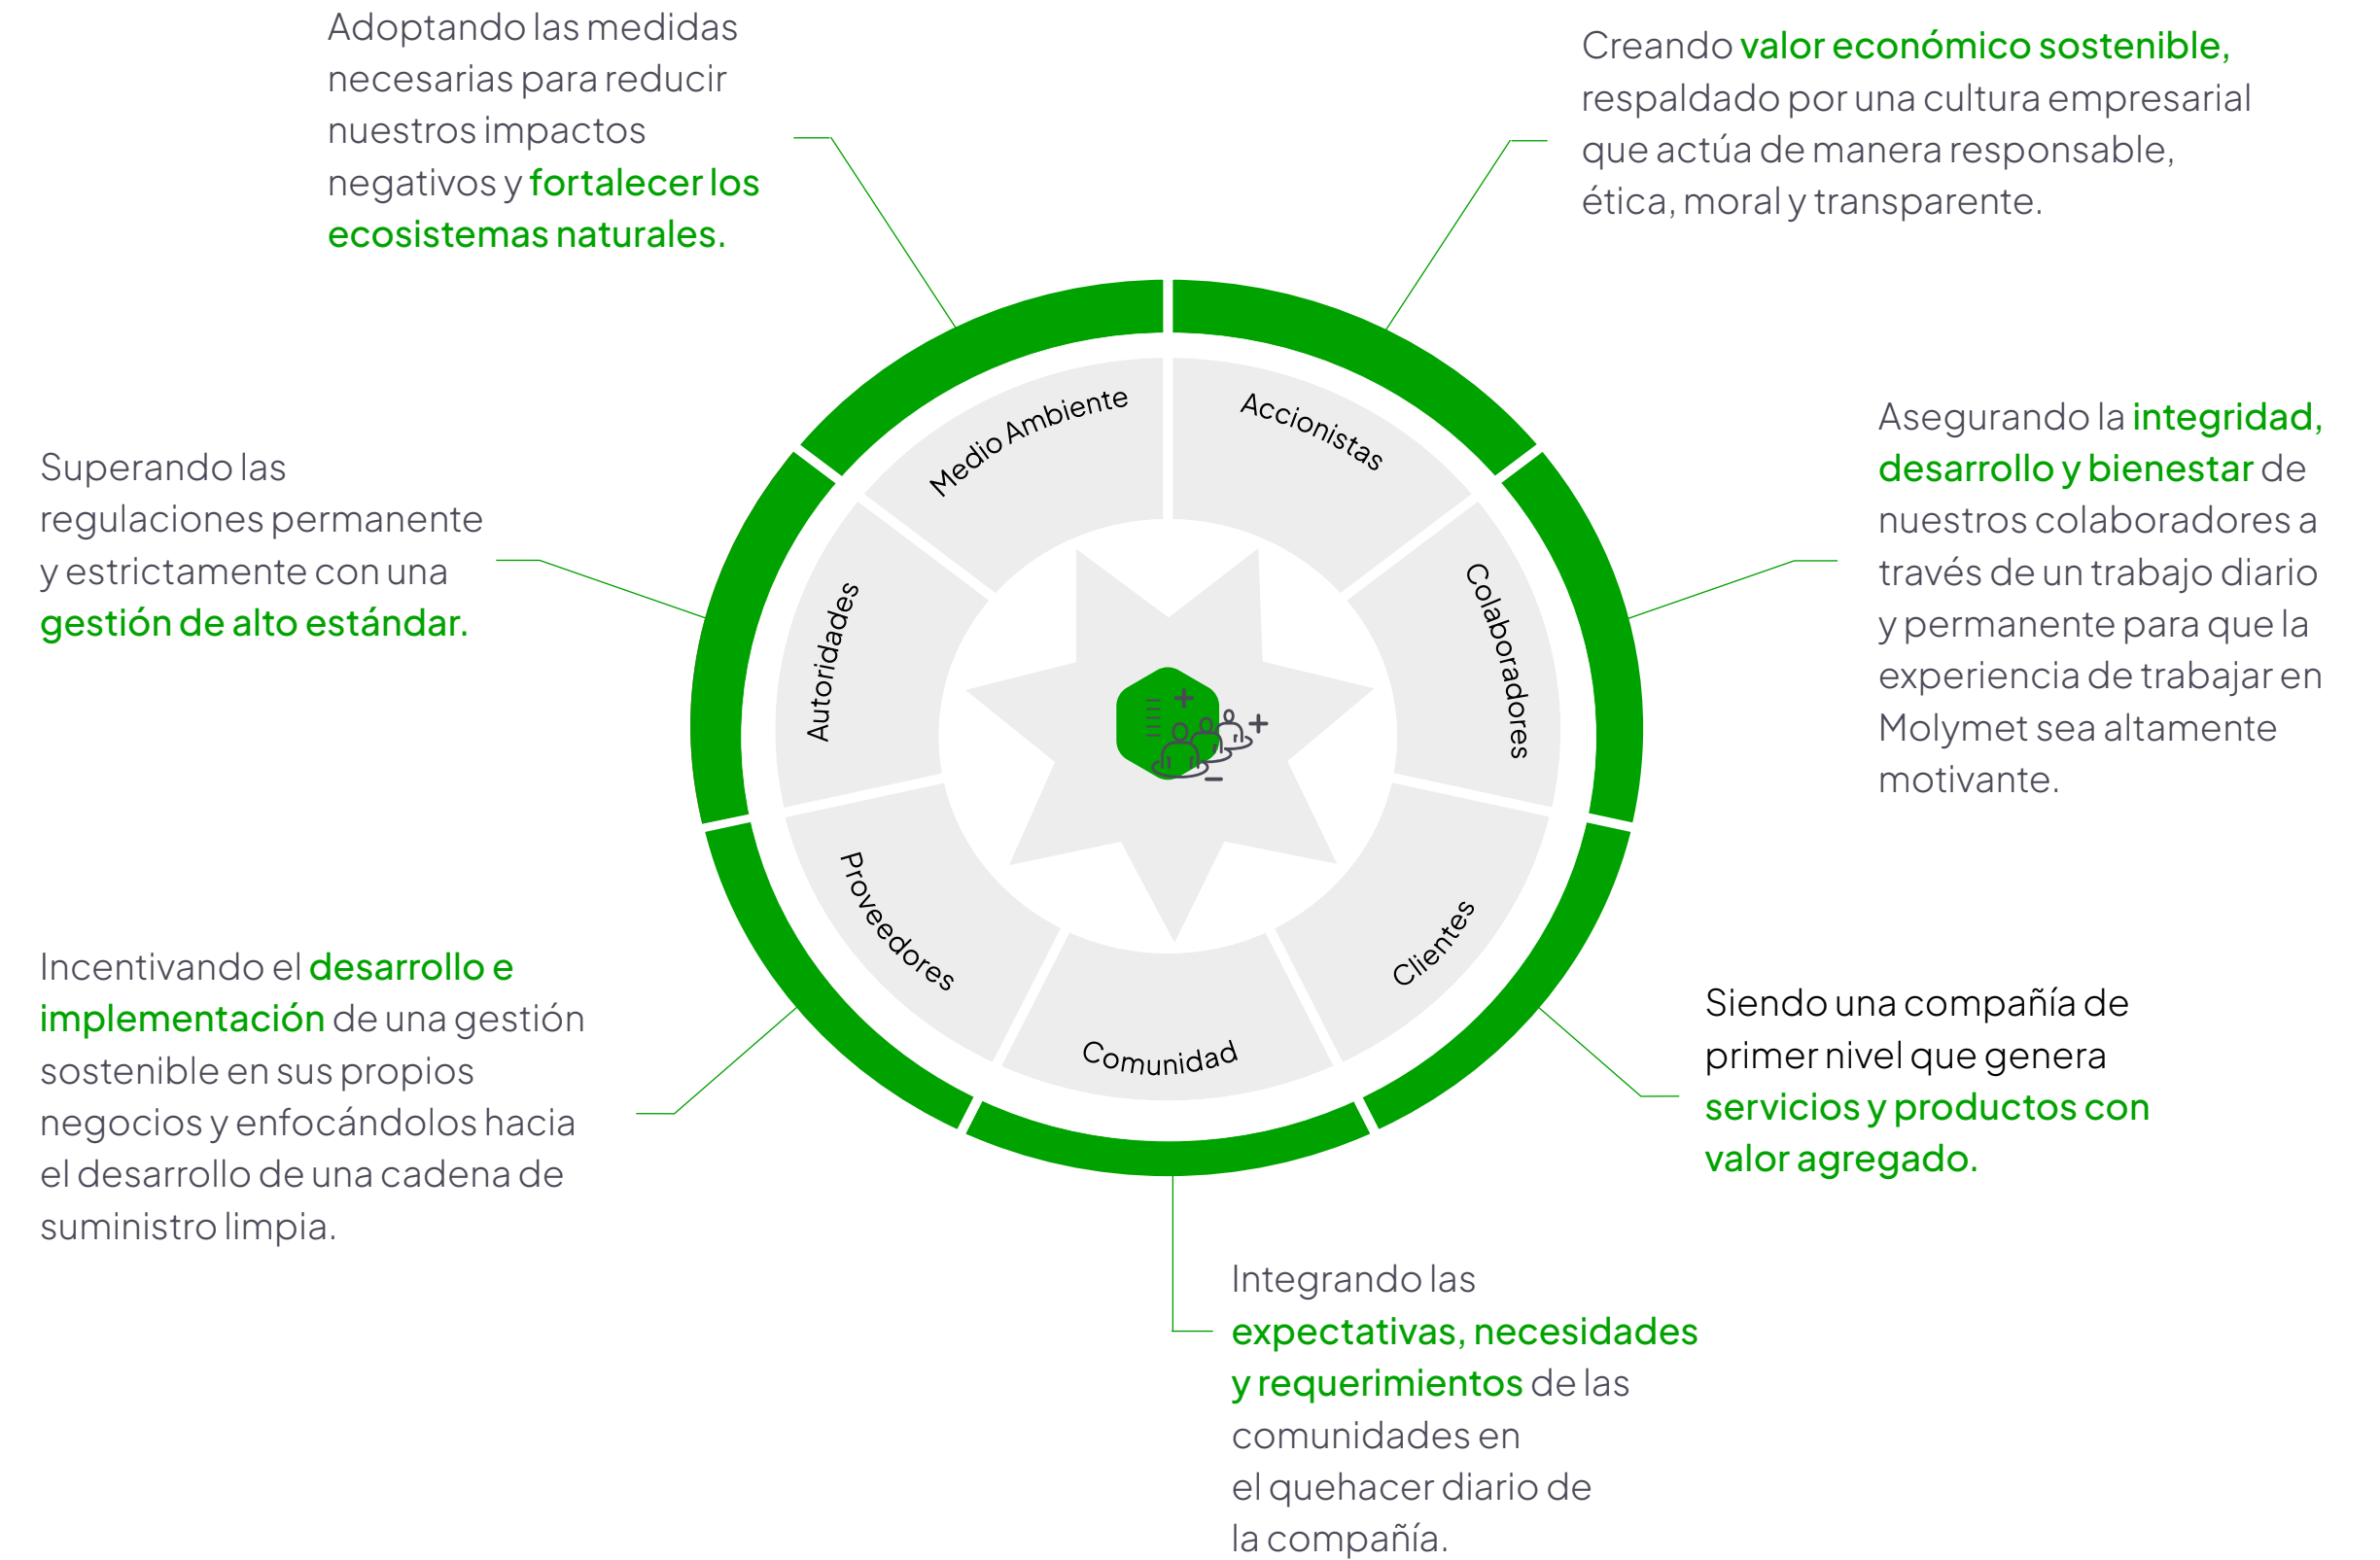 Adoptando las medidas
necesarias para reducir
nuestros impactos
negativos y fortalecer los
ecosistemas naturales.
Creando valor económico sostenible,
respaldado por una cultura empresarial
que actúa de manera responsable,
ética, moral y transparente.
Superando las
regulaciones permanente
y estrictamente con una
gestión de alto estándar.
Asegurando la integridad,
desarrollo y bienestar de
nuestros colaboradores a
través de un trabajo diario
y permanente para que la
experiencia de trabajar en
Molymet sea altamente
motivante.
Medio Ambiente
Accionistas
Autoridades
Colaboradores
Proveedores
Clientes
Comunidad
Incentivando el desarrollo e
implementación de una gestión
sostenible en sus propios
negocios y enfocándolos hacia
el desarrollo de una cadena de
suministro limpia.
Siendo una compañía de
primer nivel que genera
servicios y productos con
valor agregado.
Integrando las
expectativas, necesidades
y requerimientos de las
comunidades en
el quehacer diario de
la compañía.